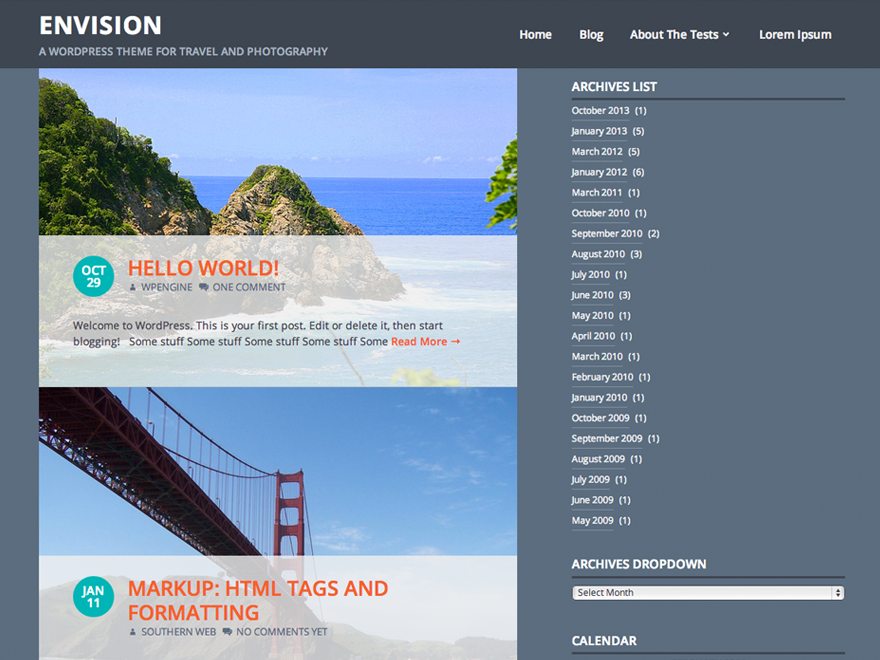 ENVISION
A WORDPRESS THEME FOR TRAVEL AND PHOTOGRAPHY
Home
Blog
About The Tests
Lorem Ipsum
OCT
29
HELLO WORLD!
WPENGINE ONE COMMENT
Welcome to WordPress. This is your first post. Edit or delete it, then start
blogging! Some stuff Some stuff Some stuff Some stuff Some Read More →
JAN
11
MARKUP: HTML TAGS AND
FORMATTING
SOUTHERN WEB NO COMMENTS YET
ARCHIVES LIST
October 2013 (1)
January 2013 (5)
March 2012 (5)
January 2012 (6)
March 2011 (1)
October 2010 (1)
September 2010 (2)
August 2010 (3)
July 2010 (1)
June 2010 (3)
May 2010 (1)
April 2010 (1)
March 2010 (1)
February 2010 (1)
January 2010 (1)
October 2009 (1)
September 2009 (1)
August 2009 (1)
July 2009 (1)
June 2009 (1)
May 2009 (1)
ARCHIVES DROPDOWN
Select Month
CALENDAR